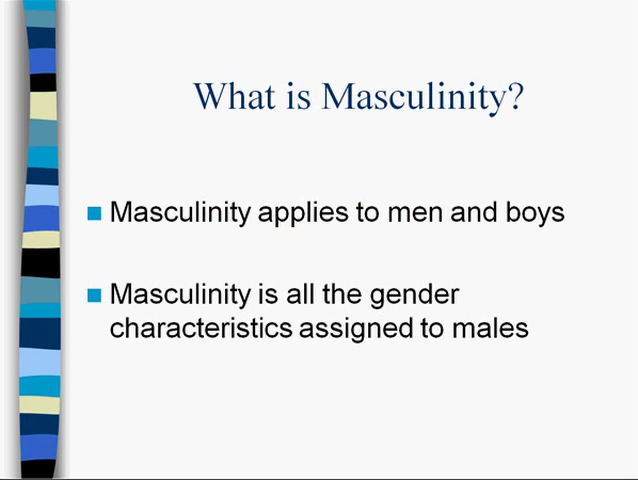 What is Masculinity?
Masculinity applies to men and boys
Masculinity is all the gender
characteristics assigned to males